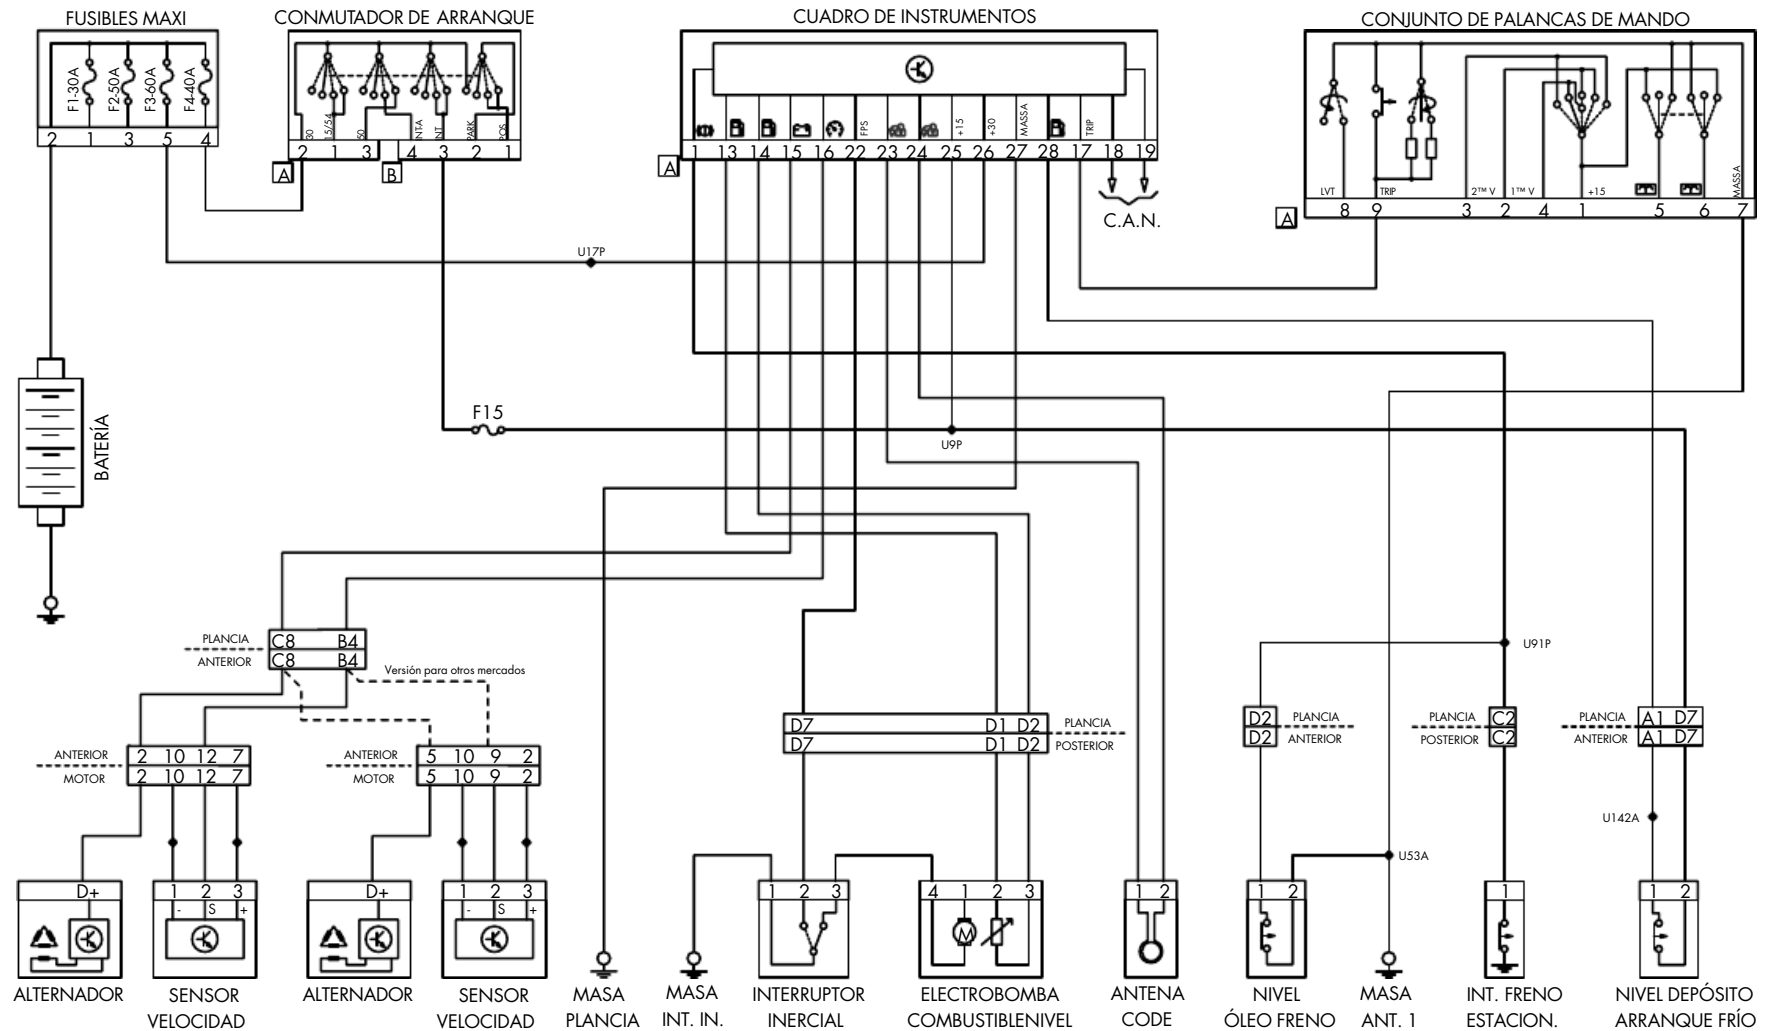 FUSIBLES MAXI
CONMUTADOR DE ARRANQUE
CUADRO DE INSTRUMENTOS
CONJUNTO DE PALANCAS DE MANDO
F1-30A
F2-50A
F3-60A
F4-40A
2 1 3 5 4
30
15/54
50
INT-A
INT
PARK
POS
2 1 3 4 3 2 1
A
B
FPS
+15
+30
MASSA
TRIP
1 13 14 15 16 22 23 24 25 26 27 28 17 18 19
A
C.A.N.
LVT
TRIP
2™ V
1™ V
+15
MASSA
8 9 3 2 4 1 5 6 7
A
U17P
BATERÍA
F15
U9P
PLANCIA
ANTERIOR
C8 B4
C8 B4
Versión para otros mercados
U91P
ANTERIOR
MOTOR
2 10 12 7
2 10 12 7
ANTERIOR
MOTOR
5 10 9 2
5 10 9 2
D7 D1 D2
D7 D1 D2
PLANCIA
POSTERIOR
D2
D2
PLANCIA
ANTERIOR
PLANCIA
POSTERIOR
C2
C2
PLANCIA
ANTERIOR
A1 D7
A1 D7
U142A
U53A
D+
1 2 3
- S +
D+
1 2 3
- S +
1 2 3
4 1 2 3
M
1 2
1 2
1
1 2
ALTERNADOR
SENSOR
VELOCIDAD
ALTERNADOR
SENSOR
VELOCIDAD
MASA
PLANCIA
MASA
INT. IN.
INTERRUPTOR
INERCIAL
ELECTROBOMBA
COMBUSTIBLENIVEL
ANTENA
CODE
NIVEL
ÓLEO FRENO
MASA
ANT. 1
INT. FRENO
ESTACION.
NIVEL DEPÓSITO
ARRANQUE FRÍO